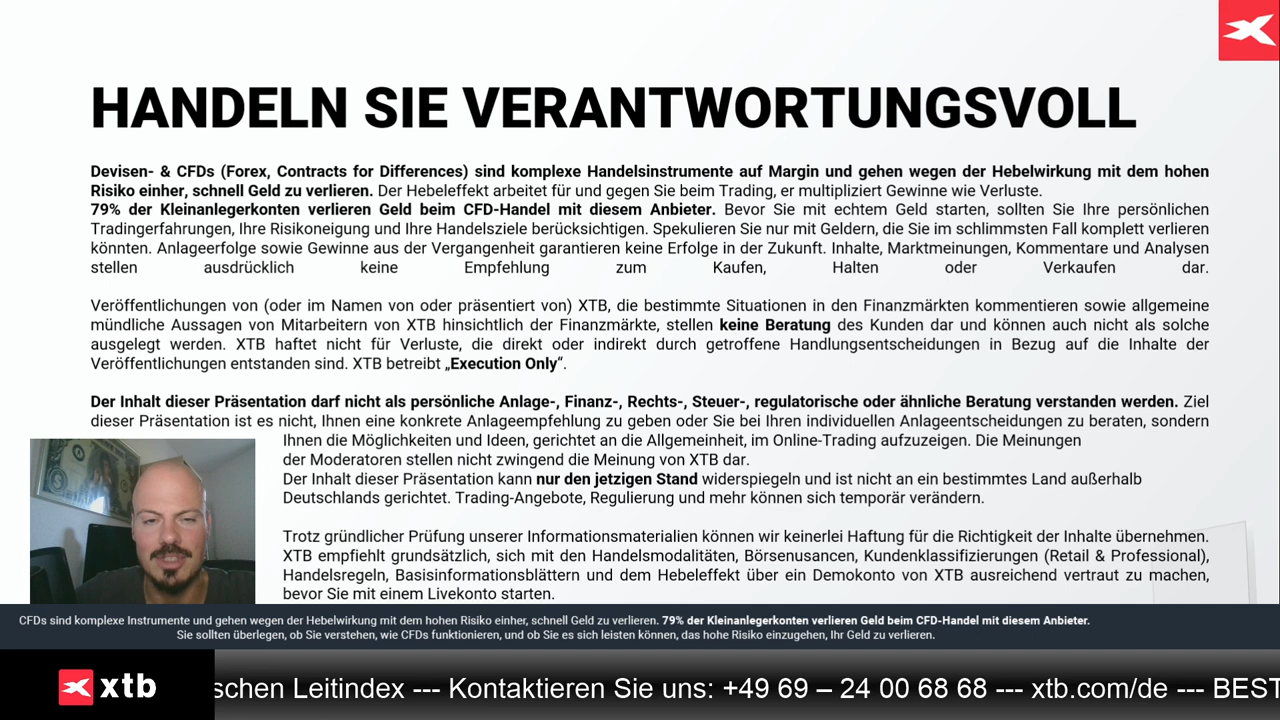 HANDELN SIE VERANTWORTUNGSVOLL
Devisen- & CFDs (Forex, Contracts for Differences) sind komplexe Handelsinstrumente auf Margin und gehen wegen der Hebelwirkung mit dem hohen
Risiko einher, schnell Geld zu verlieren. Der Hebeleffekt arbeitet für und gegen Sie beim Trading, er multipliziert Gewinne wie Verluste.
79% der Kleinanlegerkonten verlieren Geld beim CFD-Handel mit diesem Anbieter. Bevor Sie mit echtem Geld starten, sollten Sie Ihre persönlichen
Tradingerfahrungen, Ihre Risikoneigung und Ihre Handelsziele berücksichtigen. Spekulieren Sie nur mit Geldern, die Sie im schlimmsten Fall komplett verlieren
könnten. Anlageerfolge sowie Gewinne aus der Vergangenheit garantieren keine Erfolge in der Zukunft. Inhalte, Marktmeinungen, Kommentare und Analysen
stellen ausdrücklich keine Empfehlung zum Kaufen, Halten oder Verkaufen dar.
Veröffentlichungen von (oder im Namen von oder präsentiert von) XTB, die bestimmte Situationen in den Finanzmärkten kommentieren sowie allgemeine
mündliche Aussagen von Mitarbeitern von XTB hinsichtlich der Finanzmärkte, stellen keine Beratung des Kunden dar und können auch nicht als solche
ausgelegt werden. XTB haftet nicht für Verluste, die direkt oder indirekt durch getroffene Handlungsentscheidungen in Bezug auf die Inhalte der
Veröffentlichungen entstanden sind. XTB betreibt „Execution Only“.
Der Inhalt dieser Präsentation darf nicht als persönliche Anlage-, Finanz-, Rechts-, Steuer-, regulatorische oder ähnliche Beratung verstanden werden. Ziel
dieser Präsentation ist es nicht, Ihnen eine konkrete Anlageempfehlung zu geben oder Sie bei Ihren individuellen Anlageentscheidungen zu beraten, sondern
Ihnen die Möglichkeiten und Ideen, gerichtet an die Allgemeinheit, im Online-Trading aufzuzeigen. Die Meinungen
der Moderatoren stellen nicht zwingend die Meinung von XTB dar.
Der Inhalt dieser Präsentation kann nur den jetzigen Stand widerspiegeln und ist nicht an ein bestimmtes Land außerhalb
Deutschlands gerichtet. Trading-Angebote, Regulierung und mehr können sich temporär verändern.
Trotz gründlicher Prüfung unserer Informationsmaterialien können wir keinerlei Haftung für die Richtigkeit der Inhalte übernehmen.
XTB empfiehlt grundsätzlich, sich mit den Handelsmodalitäten, Börsenusancen, Kundenklassifizierungen (Retail & Professional),
Handelsregeln, Basisinformationsblättern und dem Hebeleffekt über ein Demokonto von XTB ausreichend vertraut zu machen,
bevor Sie mit einem Livekonto starten.
CFDs sind komplexe Instrumente und gehen wegen der Hebelwirkung mit dem hohen Risiko einher, schnell Geld zu verlieren. 79% der Kleinanlegerkonten verlieren Geld beim CFD-Handel mit diesem Anbieter.
Sie sollten überlegen, ob Sie verstehen, wie CFDs funktionieren, und ob Sie es sich leisten können, das hohe Risiko einzugehen, Ihr Geld zu verlieren.
xtb schen Leitindex --- Kontaktieren Sie uns: +49 69 – 24 00 68 68 --- xtb.com/de --- BEST